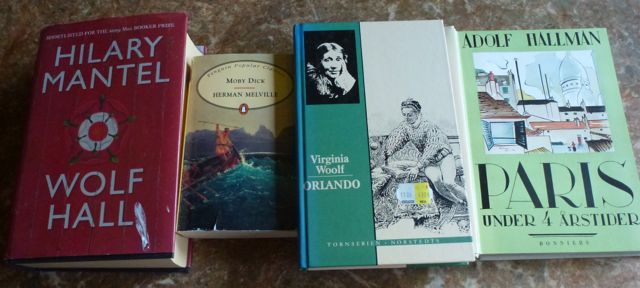 SHORTLISTED FOR THE 2009 MAN BOOKER PRIZE
HILARY
MANTEL
WOLF
HALL
Penguin Popular Classics
MOBY DICK
HERMAN MELVILLE
Virginia
Woolf
ORLANDO
TORNSERIEN · NORSTEDTS
ADOLF HALLMAN
PARIS
UNDER 4 ÅRSTIDER
BONNIERS